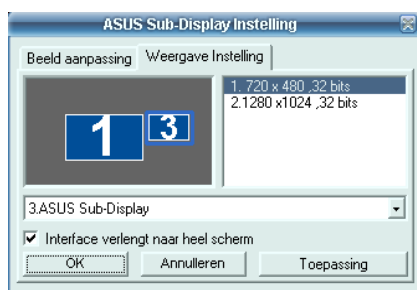 ASUS Sub-Display Instelling
Beeld aanpassing Weergave Instelling
1 3
1. 720 x 480 ,32 bits
2.1280 x1024 ,32 bits
3.ASUS Sub-Display
Interface verlengt naar heel scherm
OK Annulleren Toepassing